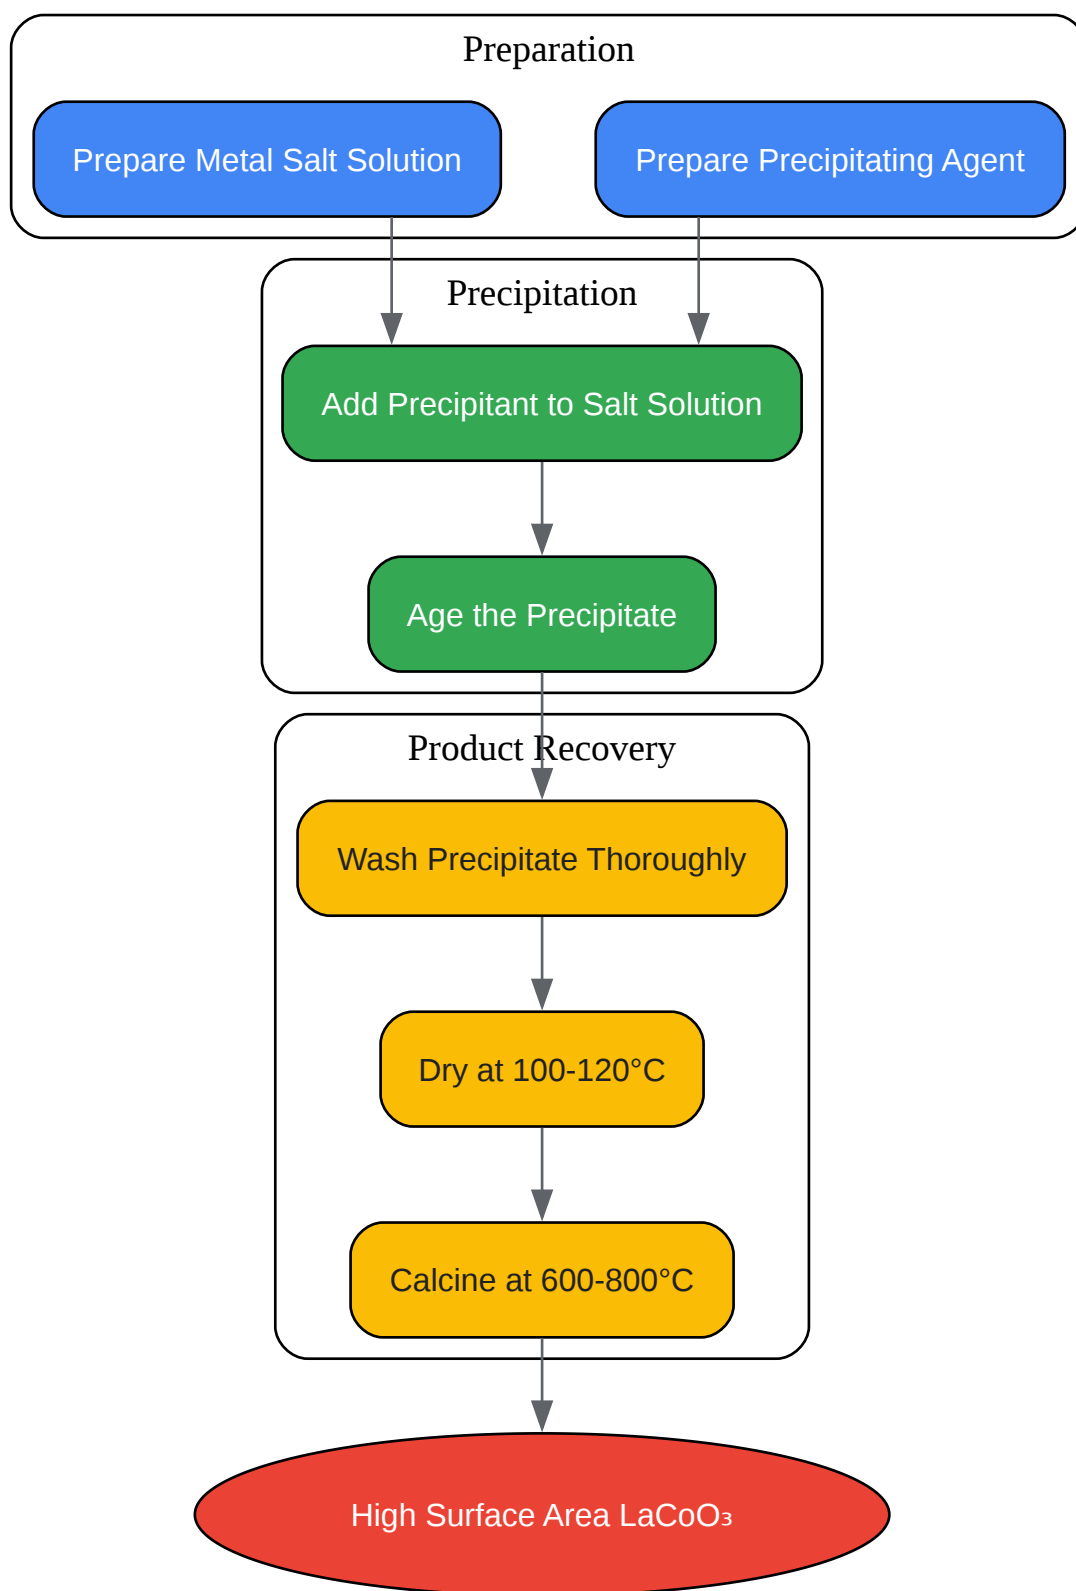 Preparation
Prepare Metal Salt Solution
Prepare Precipitating Agent
Precipitation
Add Precipitant to Salt Solution
Age the Precipitate
Product Recovery
Wash Precipitate Thoroughly
Dry at 100-120°C
Calcine at 600-800°C
High Surface Area LaCoO₃